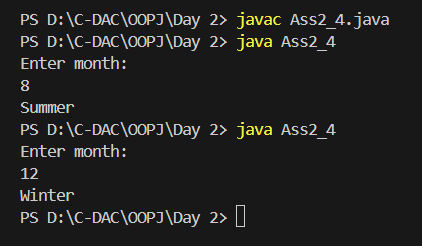 PS D:\C-DAC\OOPJ\Day 2> javac Ass2_4.java
PS D:\C-DAC\OOPJ\Day 2> java Ass2_4
Enter month:
8
Summer
PS D:\C-DAC\OOPJ\Day 2> java Ass2_4
Enter month:
12
Winter
PS D:\C-DAC\OOPJ\Day 2>